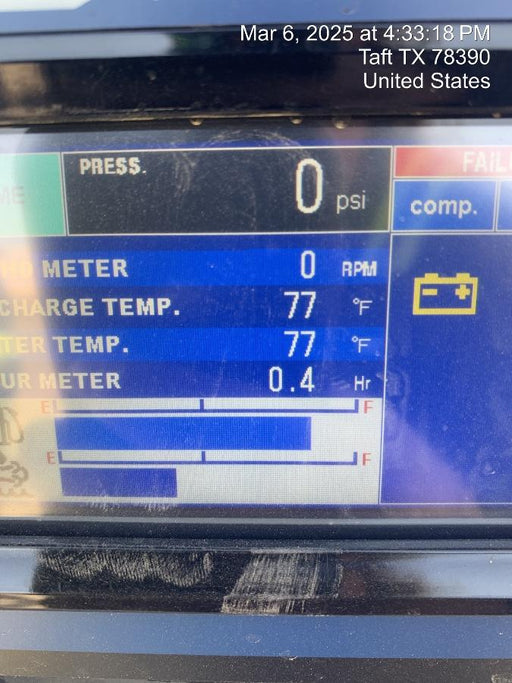 Mar 6, 2025 at 4:33:18 PM
Taft TX 78390
United States
PRESS. 0 psi
FAIL
comp.
METER 0 RPM
CHARGE TEMP. 77 °F
TER TEMP. 77 °F
UR METER 0.4 Hr
E F
E F